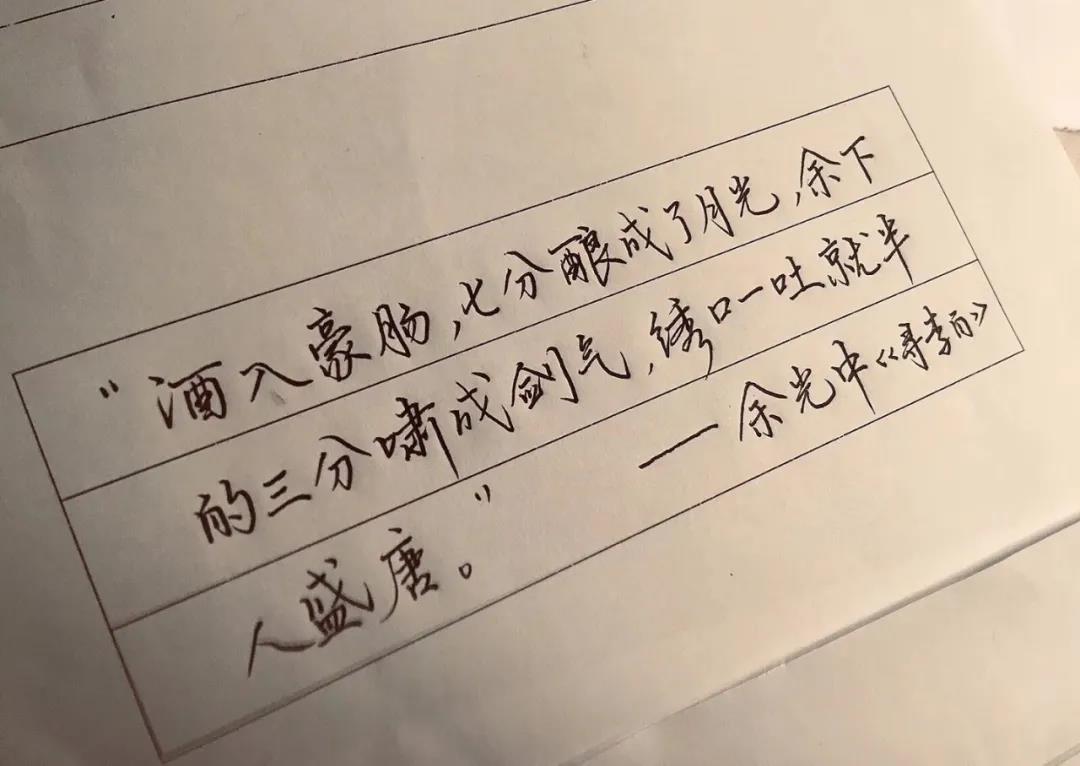 “酒入豪肠,七分酿成了月光,余下
的三分啸成剑气,绣口一吐就半
人盛唐。”
——余光中《寻李白》